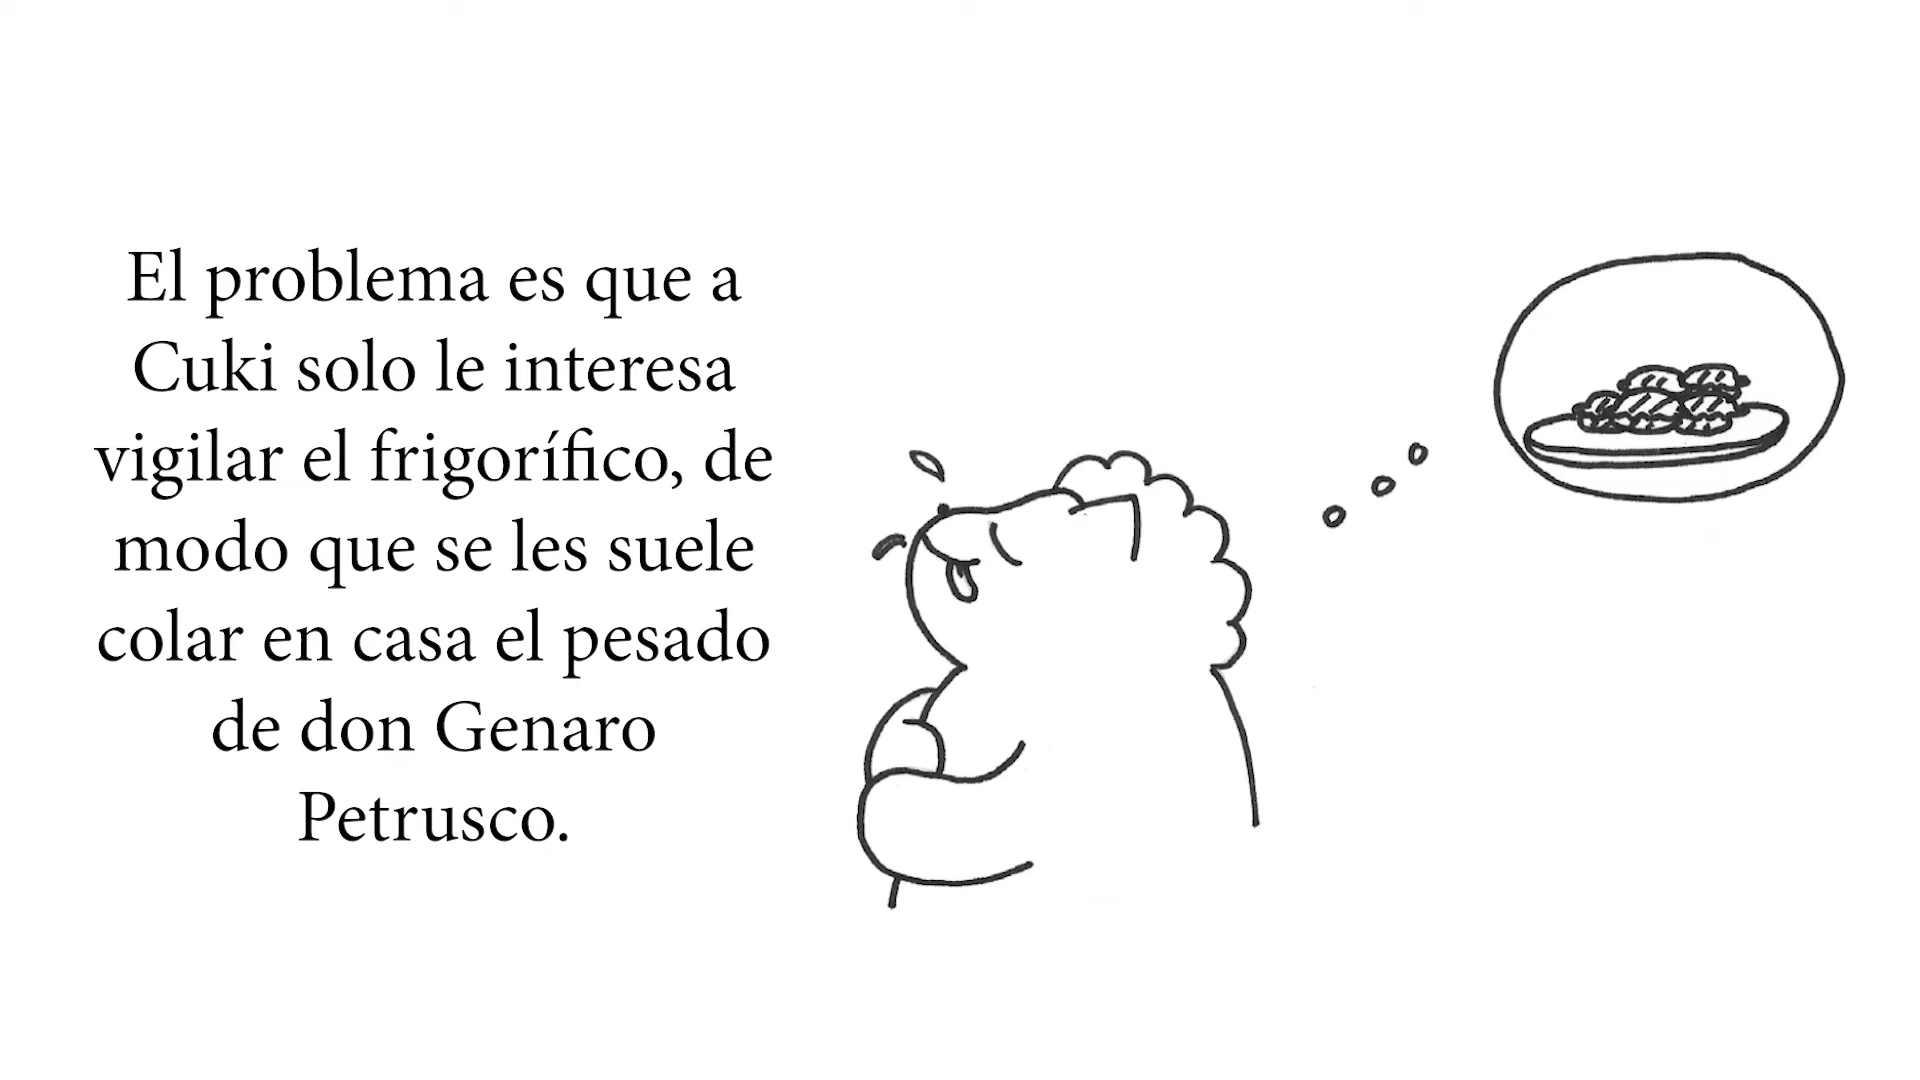 El problema es que a
Cuki solo le interesa
vigilar el frigorífico, de
modo que se les suele
colar en casa el pesado
de don Genaro
Petrusco.